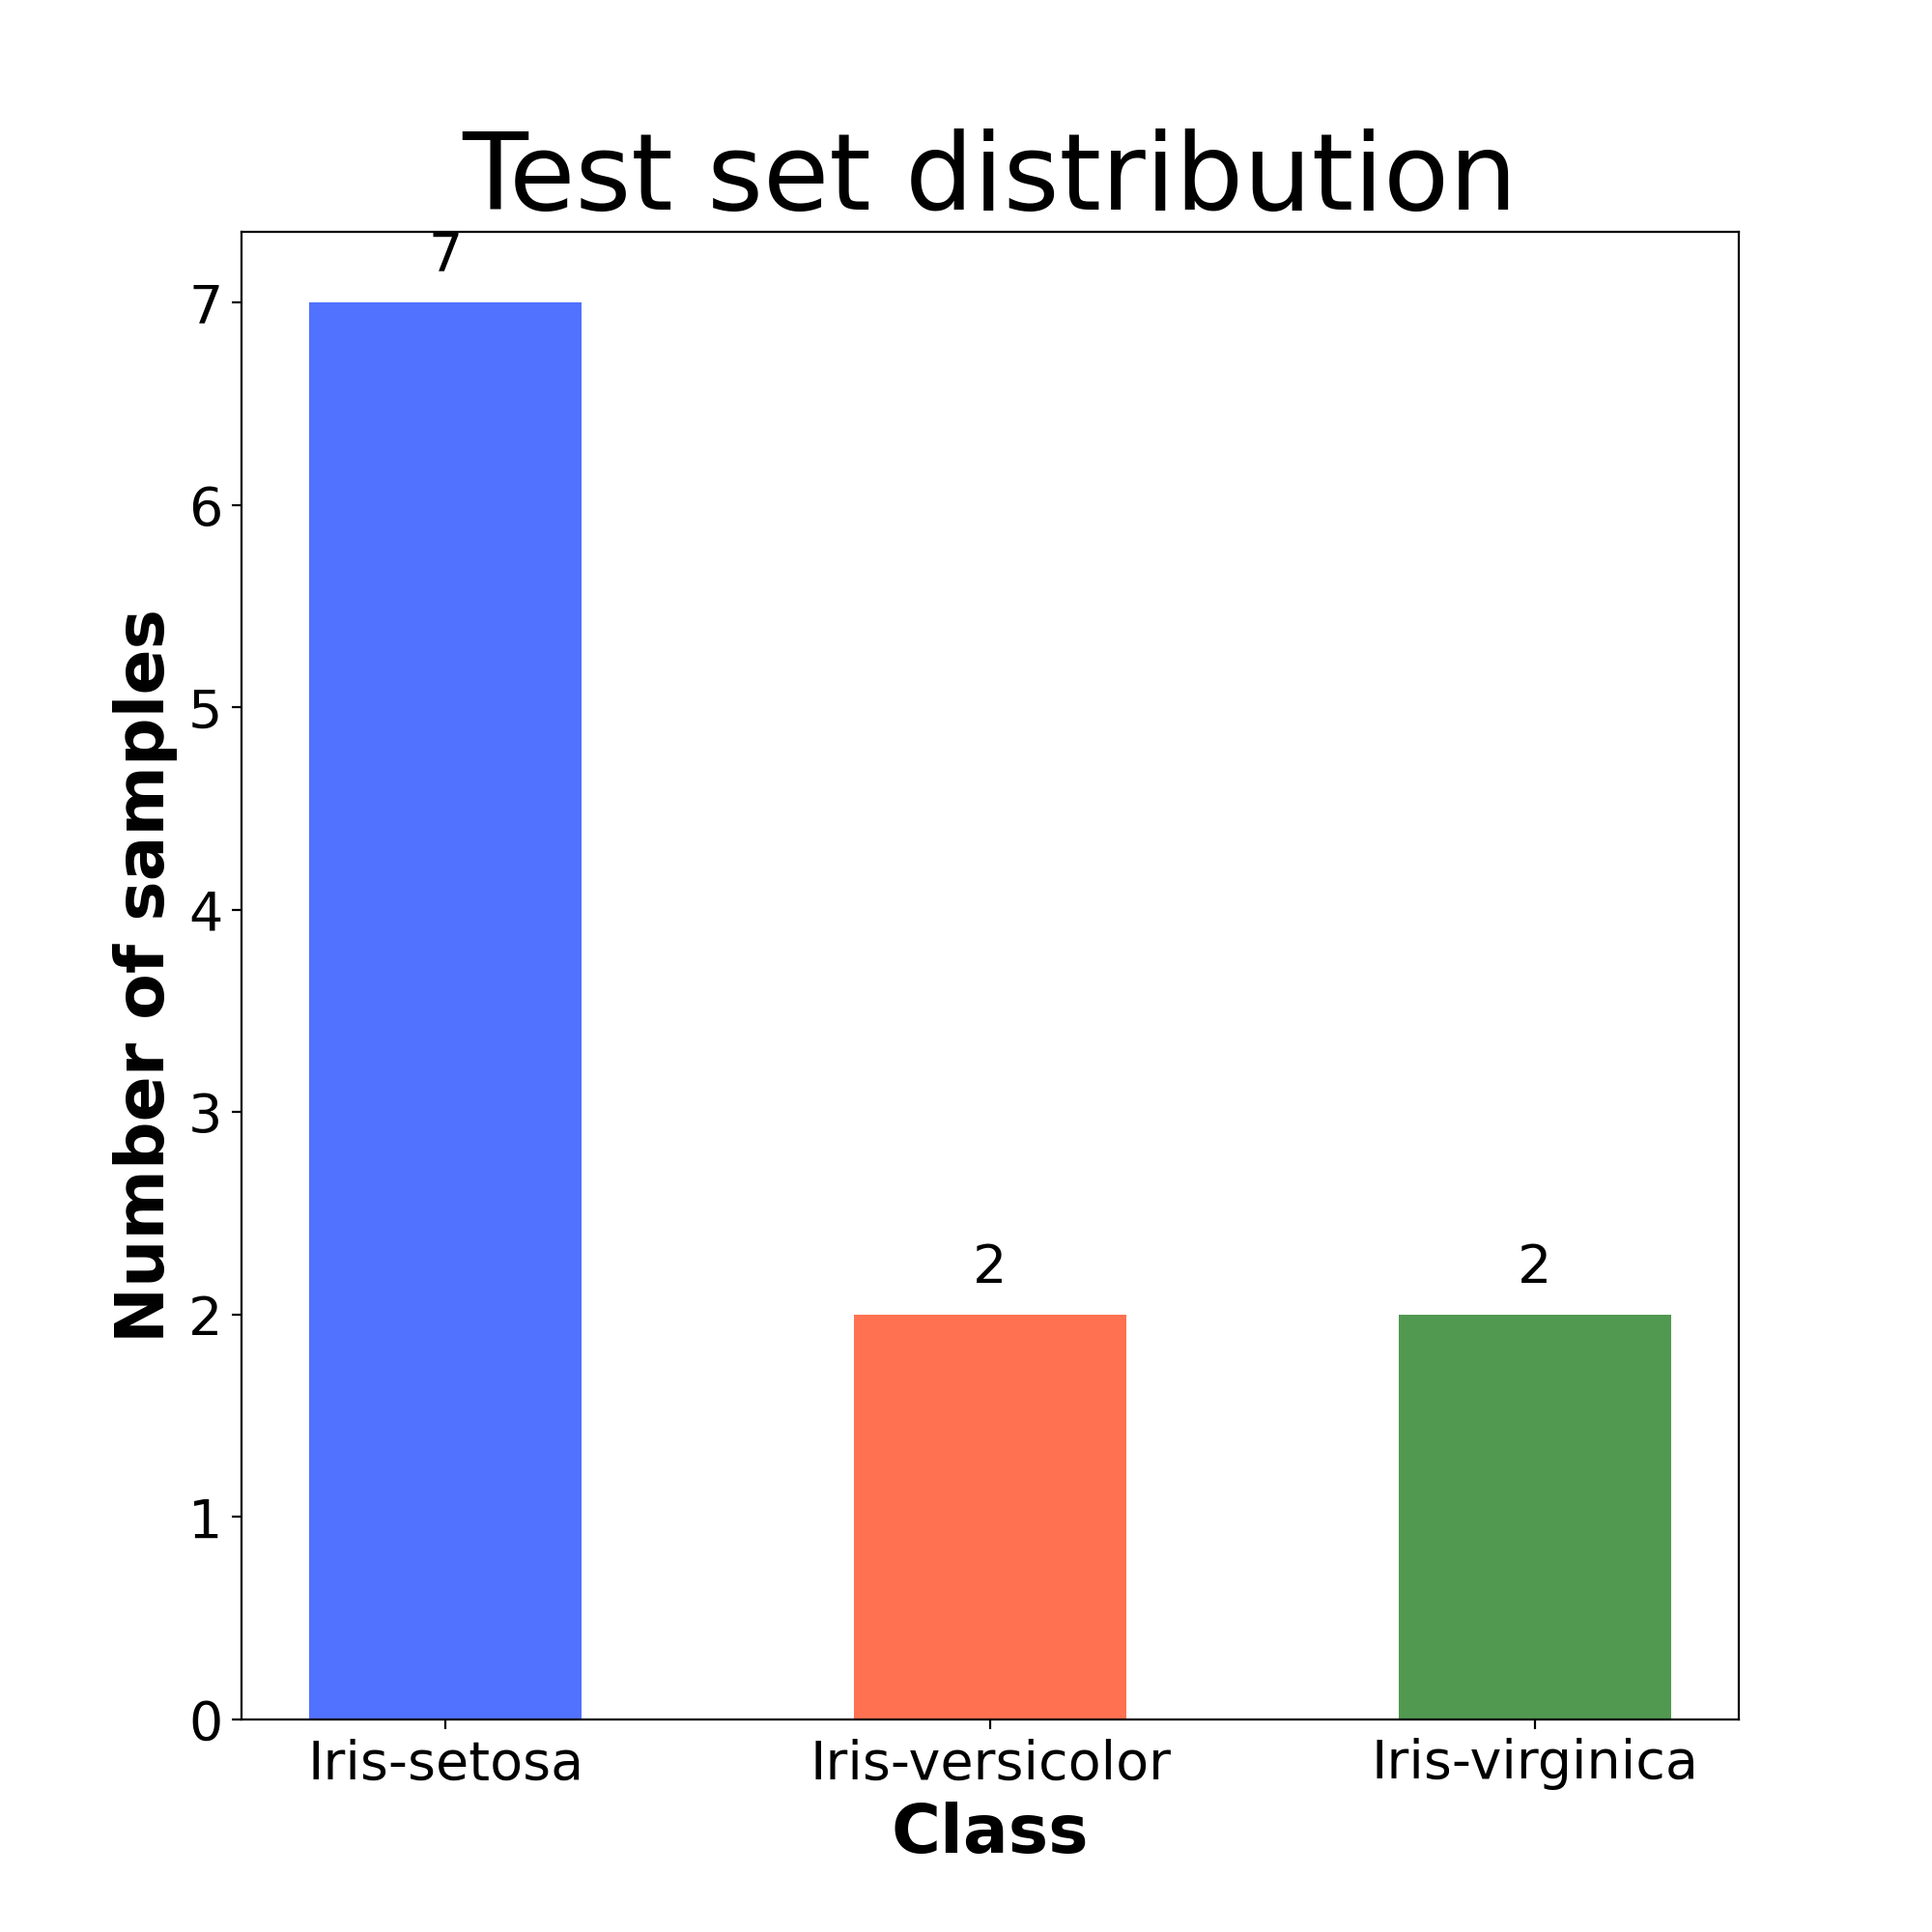 Test set distribution
7
7
6
5
4
3
2
1
0
Number of samples
2
2
Iris-setosa
Iris-versicolor
Iris-virginica
Class